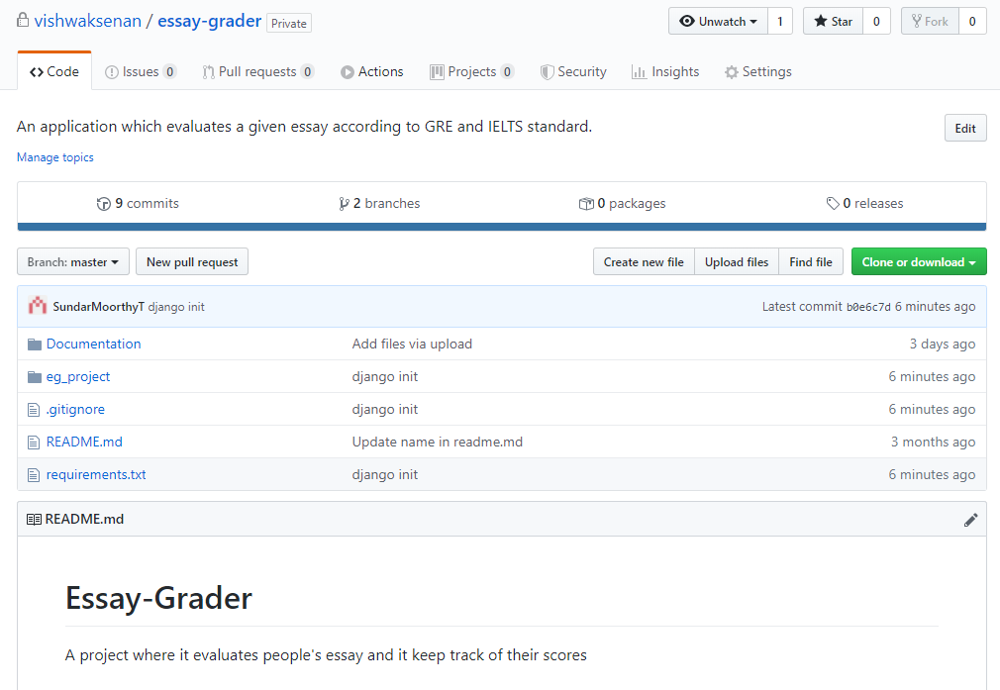 vishwaksenan / essay-grader Private Unwatch 1 Star 0 Fork 0
Code Issues 0 Pull requests 0 Actions Projects 0 Security Insights Settings
An application which evaluates a given essay according to GRE and IELTS standard. Edit
Manage topics
9 commits 2 branches 0 packages 0 releases
Branch: master New pull request Create new file Upload files Find file Clone or download
SundarMoorthyT django init Latest commit b0e6c7d 6 minutes ago
Documentation Add files via upload 3 days ago
eg_project django init 6 minutes ago
.gitignore django init 6 minutes ago
README.md Update name in readme.md 3 months ago
requirements.txt django init 6 minutes ago
README.md
Essay-Grader
A project where it evaluates people's essay and it keep track of their scores